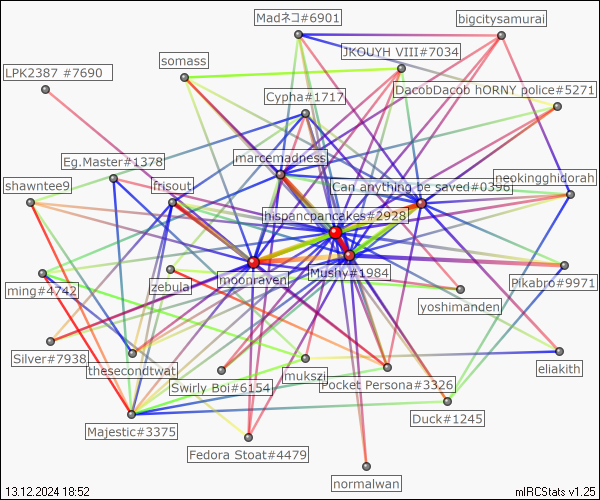 Madネコ#6901
bigcitysamurai
JKOUYH VIII#7034
somass
LPK2387 #7690
DacobDacob hORNY police#5271
Cypha#1717
marcemadness
Eg.Master#1378
neokingghidorah
shawntee9
frisout
Can anything be saved#0396
hispancpancakes#2928
Mushy#1984
moonraven
zebula
Pikabro#9971
ming#4742
yoshimanden
Silver#7938
thesecondtwat
eliakith
Swirly Boi#6154
imukszi
Pocket Persona#3326
Duck#1245
Majestic#3375
Fedora Stoat#4479
normalwan
13.12.2024 18:52
mIRCStats v1.25